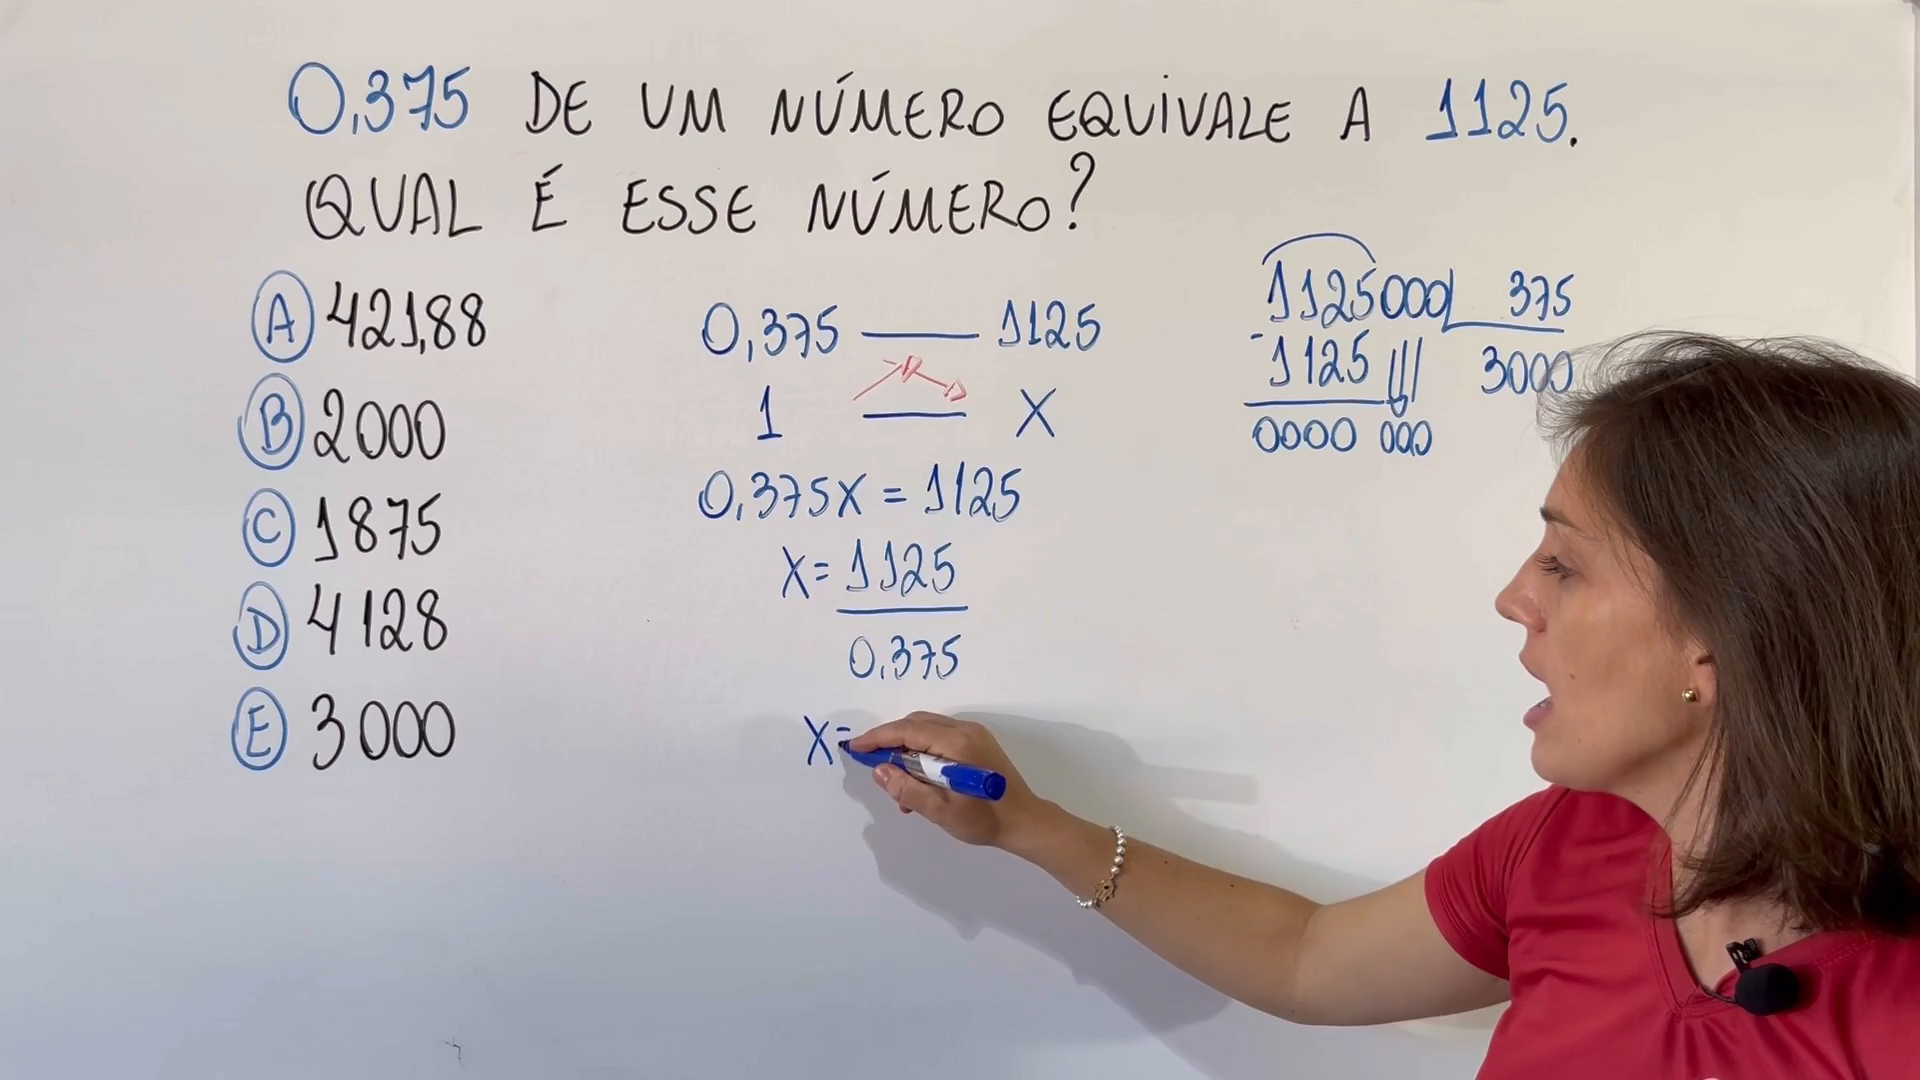 0,375 DE UM NÚMERO EQUIVALE A 1125.
QUAL É ESSE NÚMERO?
A 421,88
B 2000
C 1875
D 4128
E 3000
0,375 — 1125
1 — X
0,375X = 1125
X = 1125
0,375
X =
1125000 375
- 1125 3000
0000 000